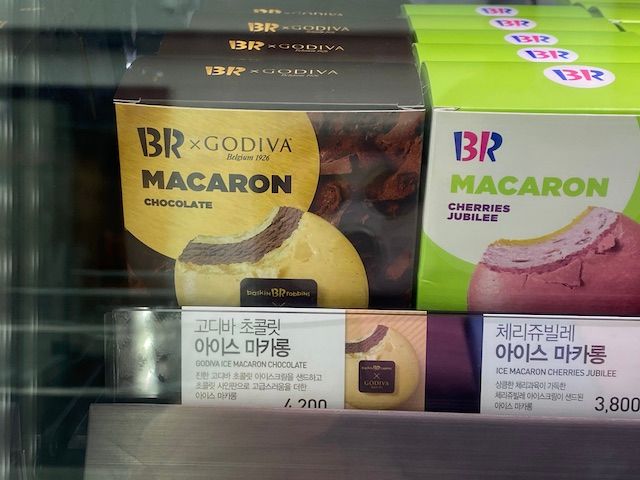 BR × GODIVA
BR × GODIVA
BR × GODIVA
BR
BR
BR
BR
BR
BR × GODIVA
Belgium 1926
MACARON
CHOCOLATE
baskin BR robbins
×
BR
MACARON
CHERRIES
JUBILEE
고디바 초콜릿
아이스 마카롱
GODIVA ICE MACARON CHOCOLATE
진한 고디바 초콜릿 아이스크림을 샌드하고
초콜릿 사인판으로 고급스러움을 더한
아이스 마카롱
4,200
×
GODIVA
체리쥬빌레
아이스 마카롱
ICE MACARON CHERRIES JUBILEE
상큼한 체리과육이 가득한
체리쥬빌레 아이스크림이 샌드된
아이스 마카롱
3,800